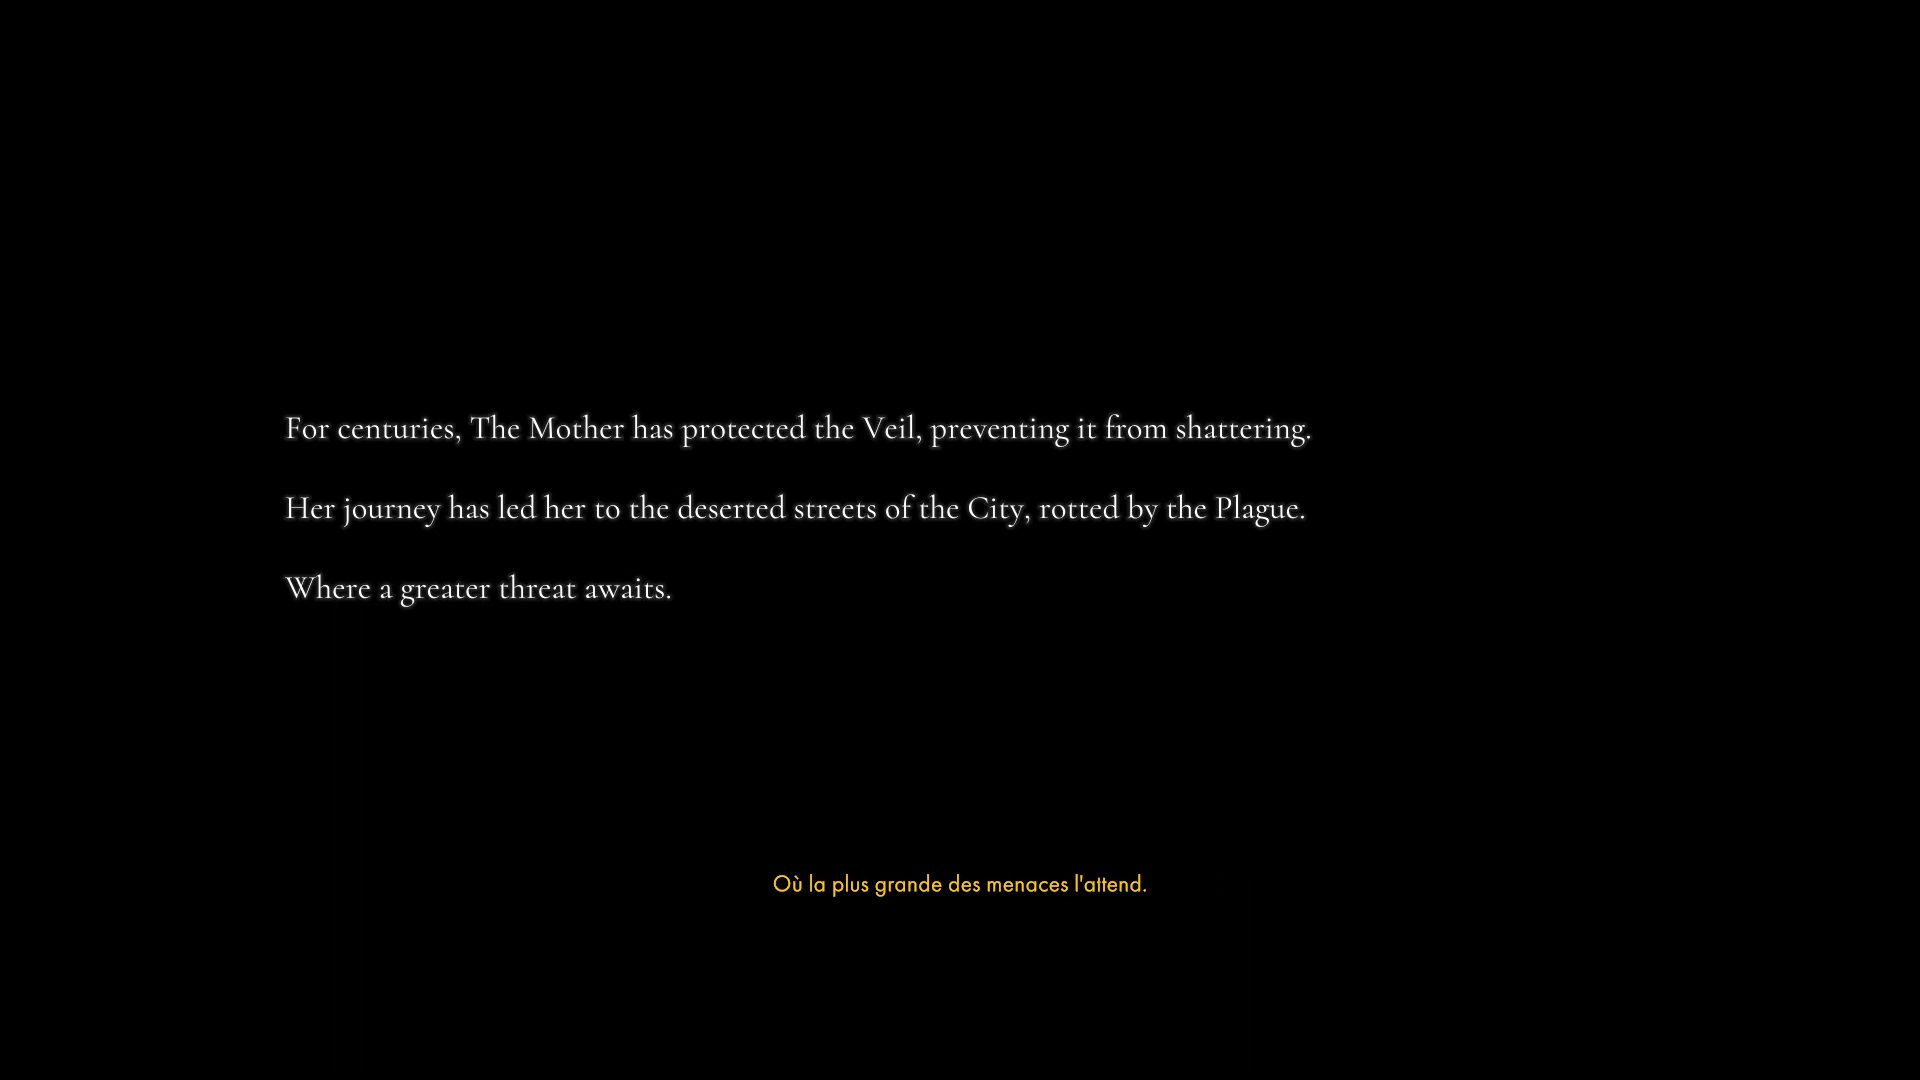 For centuries, The Mother has protected the Veil, preventing it from shattering.
Her journey has led her to the deserted streets of the City, rotted by the Plague.
Where a greater threat awaits.
Où la plus grande des menaces l'attend.